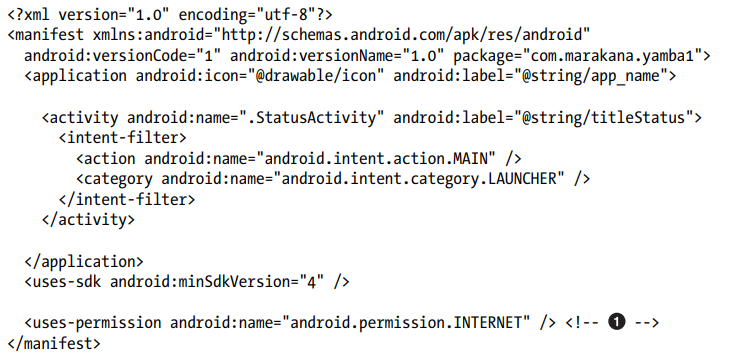 <?xml version="1.0" encoding="utf-8"?>
<manifest xmlns:android="http://schemas.android.com/apk/res/android"
android:versionCode="1" android:versionName="1.0" package="com.marakana.yamba1">
<application android:icon="@drawable/icon" android:label="@string/app_name">
<activity android:name=".StatusActivity" android:label="@string/titleStatus">
<intent-filter>
<action android:name="android.intent.action.MAIN" />
<category android:name="android.intent.category.LAUNCHER" />
</intent-filter>
</activity>
</application>
<uses-sdk android:minSdkVersion="4" />
<uses-permission android:name="android.permission.INTERNET" /> <!-- ❶ -->
</manifest>